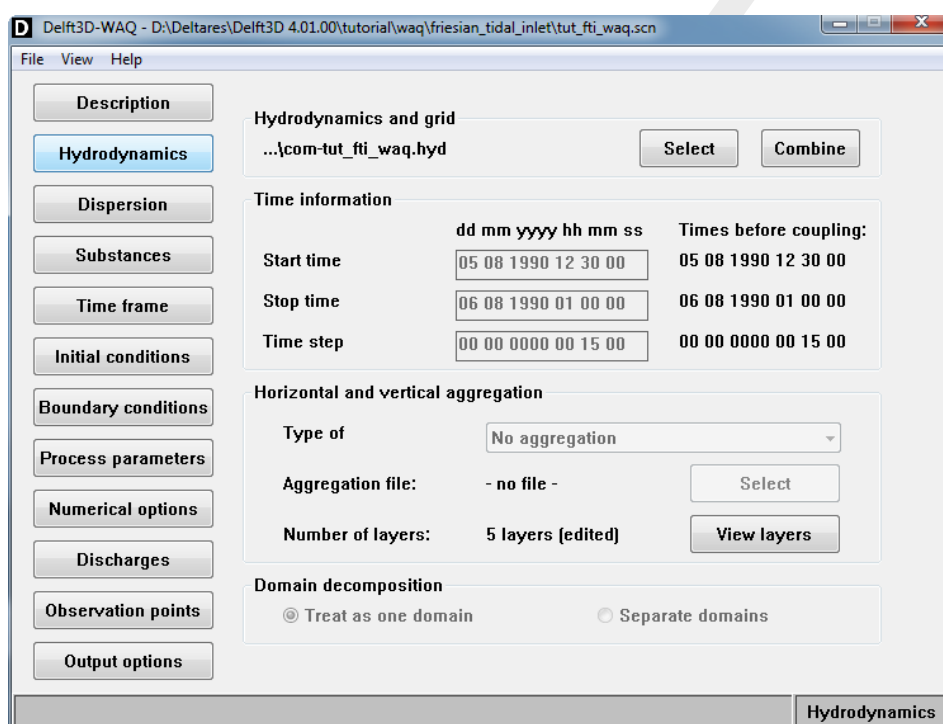 D Delft3D-WAQ - D:\Deltares\Delft3D 4.01.00\tutorial\waq\friesian_tidal_inlet\tut_fti_waq.scn
File View Help
Description
Hydrodynamics
Dispersion
Substances
Time frame
Initial conditions
Boundary conditions
Process parameters
Numerical options
Discharges
Observation points
Output options
Hydrodynamics and grid
...\com-tut_fti_waq.hyd Select Combine
Time information
dd mm yyyy hh mm ss Times before coupling:
Start time 05 08 1990 12 30 00 05 08 1990 12 30 00
Stop time 06 08 1990 01 00 00 06 08 1990 01 00 00
Time step 00 00 0000 00 15 00 00 00 0000 00 15 00
Horizontal and vertical aggregation
Type of No aggregation
Aggregation file: - no file - Select
Number of layers: 5 layers (edited) View layers
Domain decomposition
Treat as one domain Separate domains
Hydrodynamics